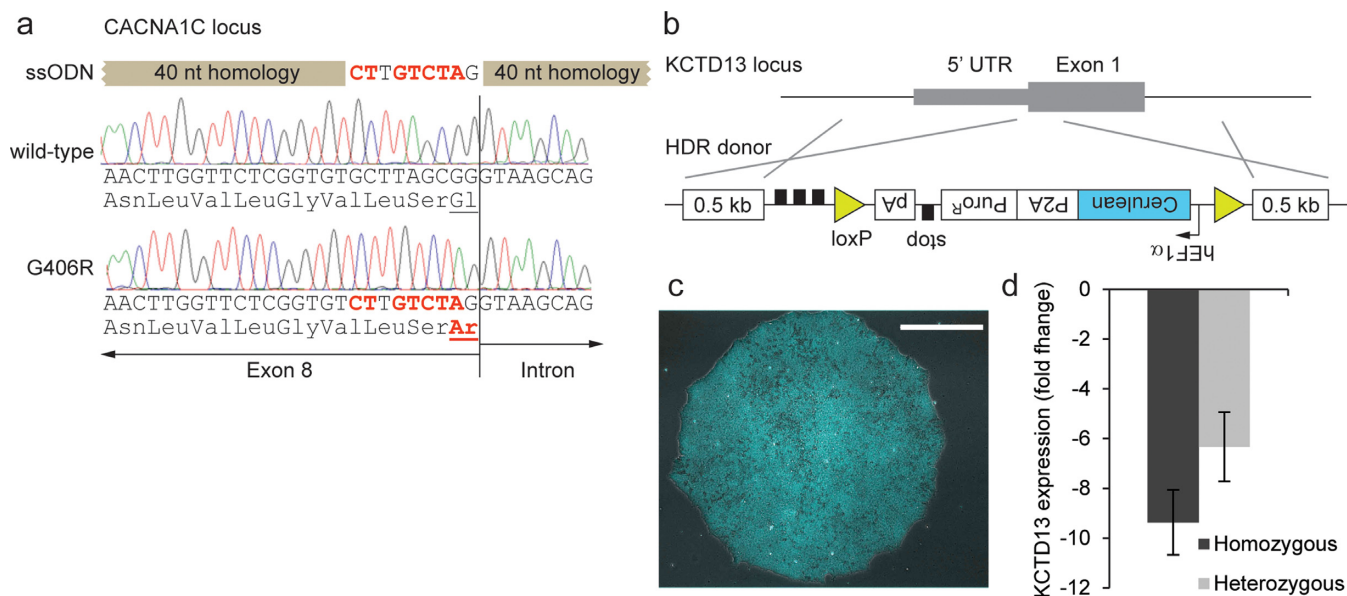 a
CACNA1C locus
ssODN
40 nt homology
CTTGTCTAG
40 nt homology
wild-type
AACTTGGTTCTCGGTGTGCTTAGCGGGTAAGCAG
AsnLeuValLeuGlyValLeuSerGl
G406R
AACTTGGTTCTCGGTGTCTTGTCTAGGTAAGCAG
AsnLeuValLeuGlyValLeuSerAr
Exon 8
Intron
b
KCTD13 locus
5' UTR
Exon 1
HDR donor
0.5 kb
loxP
pA
stop
PuroR
P2A
Cerulean
hEF1α
0.5 kb
c
d
KCTD13 expression (fold fhange)
0
-2
-4
-6
-8
-10
-12
Homozygous
Heterozygous